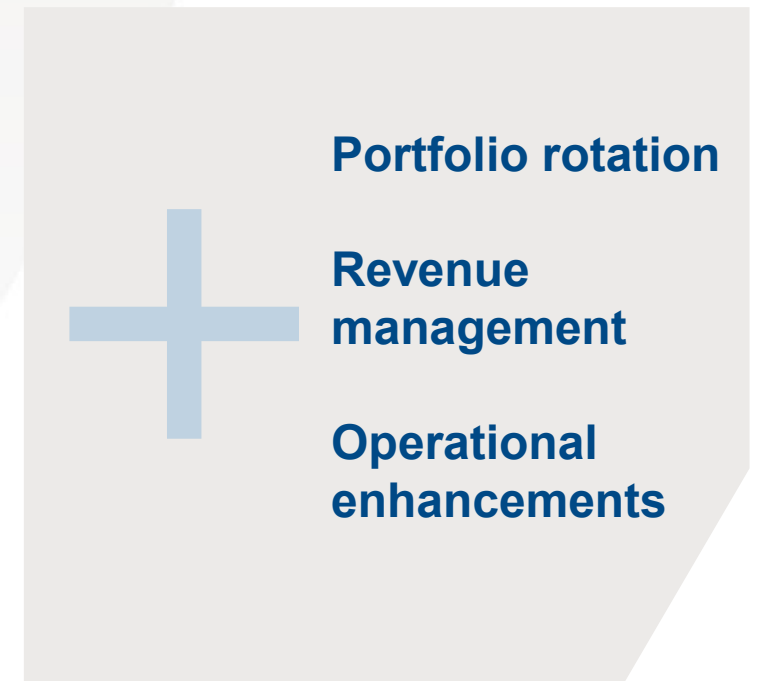 Portfolio rotation
Revenue
management
Operational
enhancements